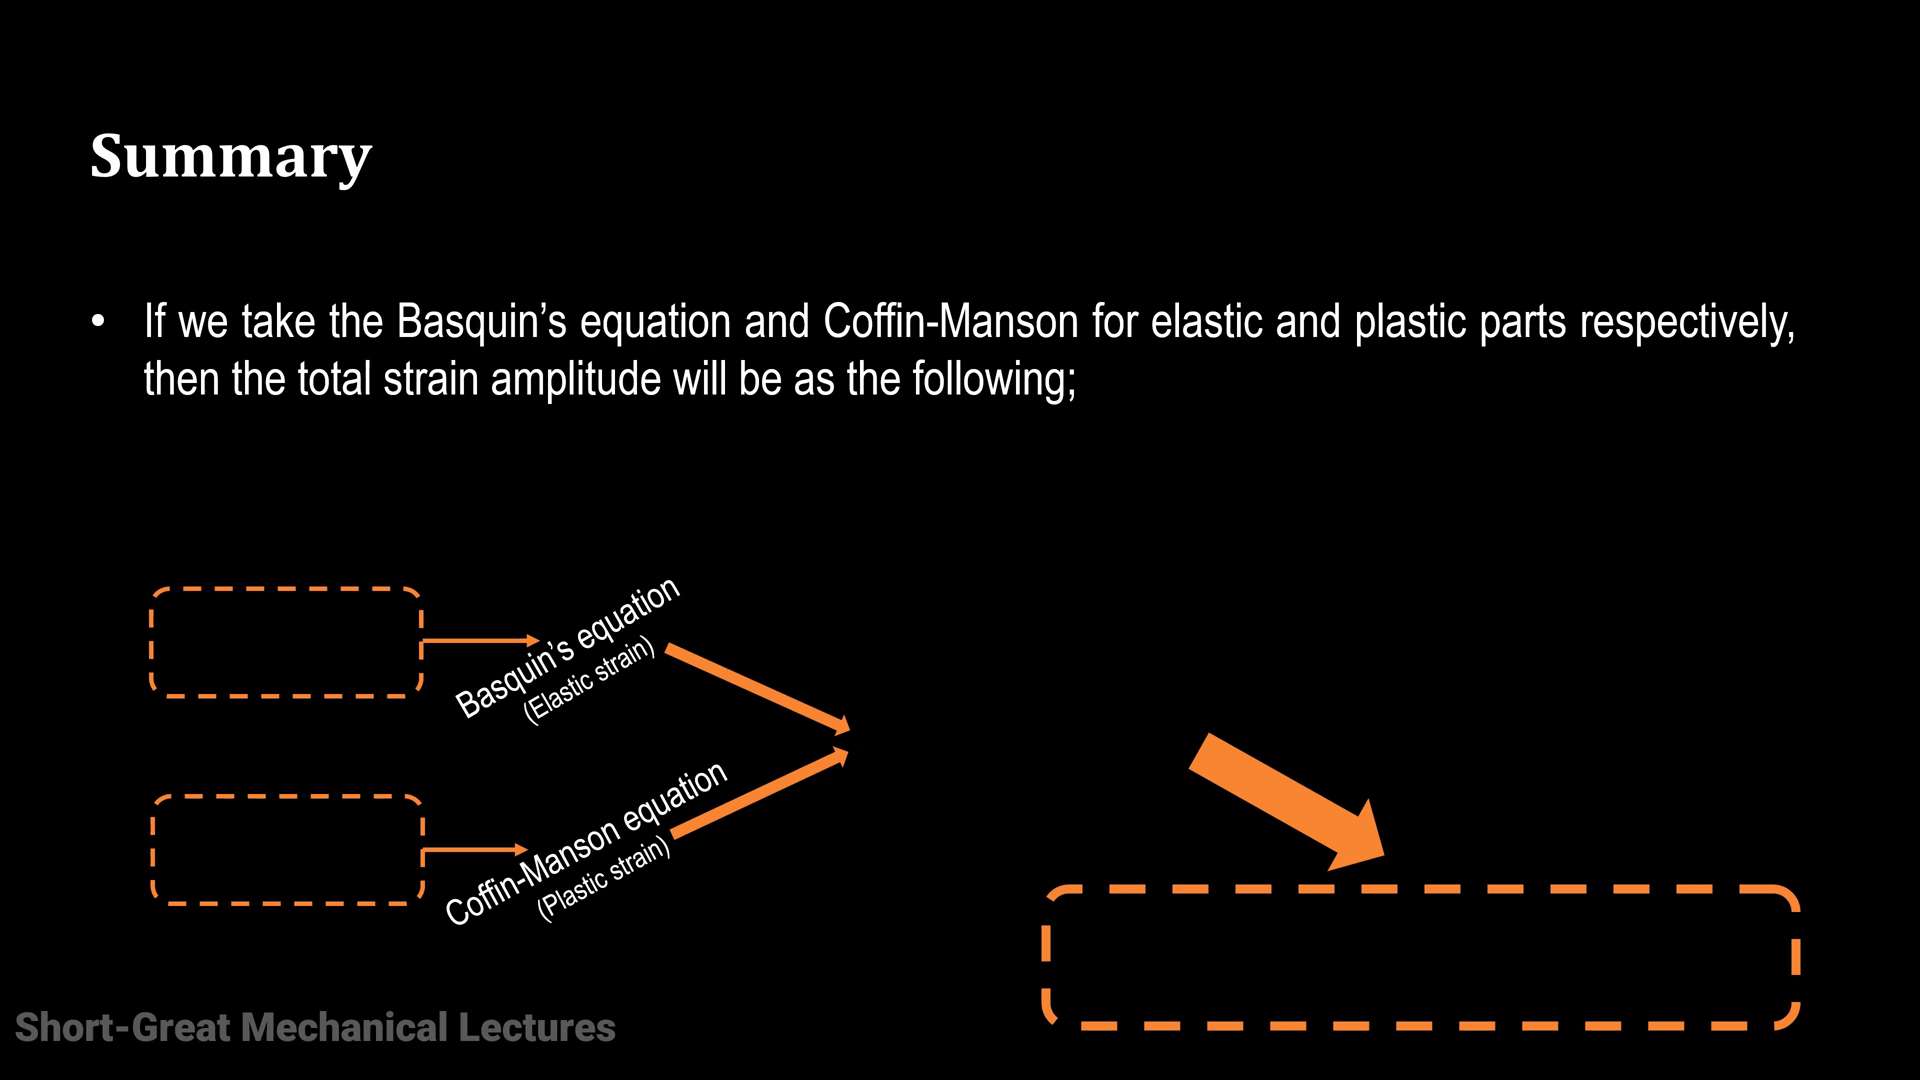 Summary
• If we take the Basquin’s equation and Coffin-Manson for elastic and plastic parts respectively,
then the total strain amplitude will be as the following;
Basquin’s equation
(Elastic strain)
Coffin-Manson equation
(Plastic strain)
Short-Great Mechanical Lectures